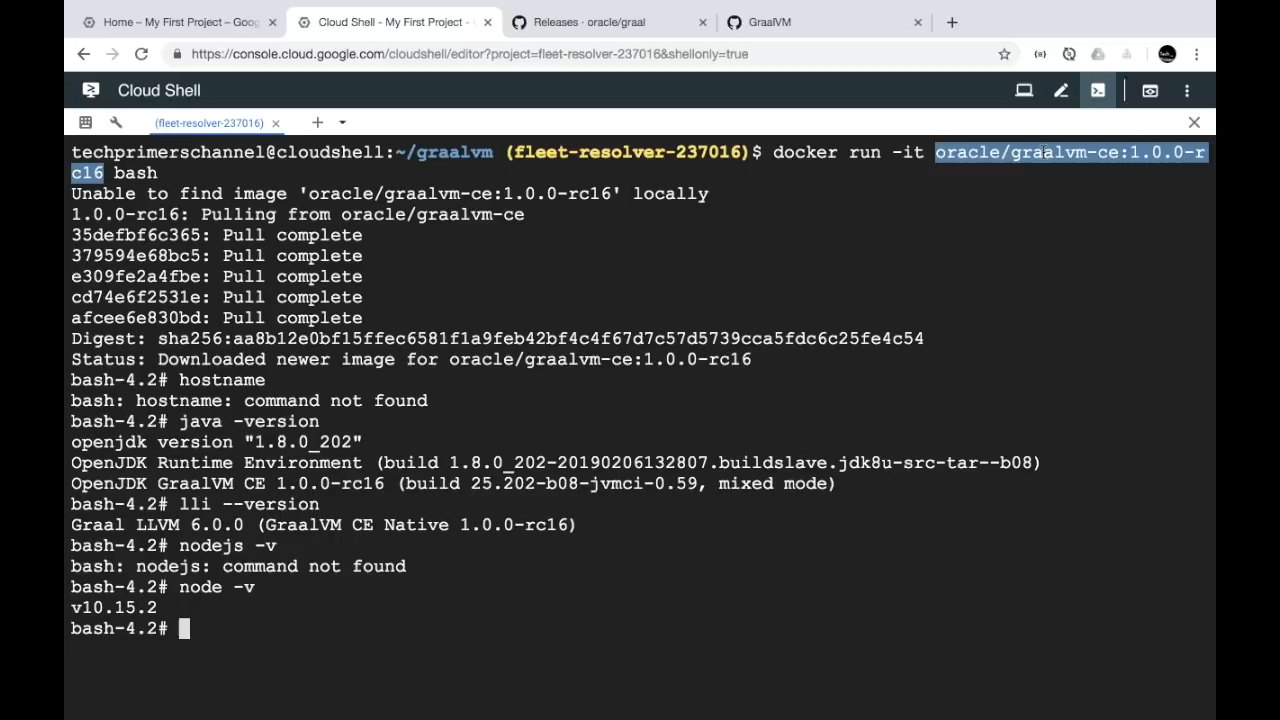 Home – My First Project – Goog
Cloud Shell - My First Project -
Releases · oracle/graal
GraalVM
https://console.cloud.google.com/cloudshell/editor?project=fleet-resolver-237016&shellonly=true
Cloud Shell
(fleet-resolver-237016)
techprimerschannel@cloudshell:~/graalvm (fleet-resolver-237016)$ docker run -it oracle/graalvm-ce:1.0.0-r
c16 bash
Unable to find image 'oracle/graalvm-ce:1.0.0-rc16' locally
1.0.0-rc16: Pulling from oracle/graalvm-ce
35defbf6c365: Pull complete
379594e68bc5: Pull complete
e309fe2a4fbe: Pull complete
cd74e6f2531e: Pull complete
afcee6e830bd: Pull complete
Digest: sha256:aa8b12e0bf15ffec6581f1a9feb42bf4c4f67d7c57d5739cca5fdc6c25fe4c54
Status: Downloaded newer image for oracle/graalvm-ce:1.0.0-rc16
bash-4.2# hostname
bash: hostname: command not found
bash-4.2# java -version
openjdk version "1.8.0_202"
OpenJDK Runtime Environment (build 1.8.0_202-20190206132807.buildslave.jdk8u-src-tar--b08)
OpenJDK GraalVM CE 1.0.0-rc16 (build 25.202-b08-jvmci-0.59, mixed mode)
bash-4.2# lli --version
Graal LLVM 6.0.0 (GraalVM CE Native 1.0.0-rc16)
bash-4.2# nodejs -v
bash: nodejs: command not found
bash-4.2# node -v
v10.15.2
bash-4.2#